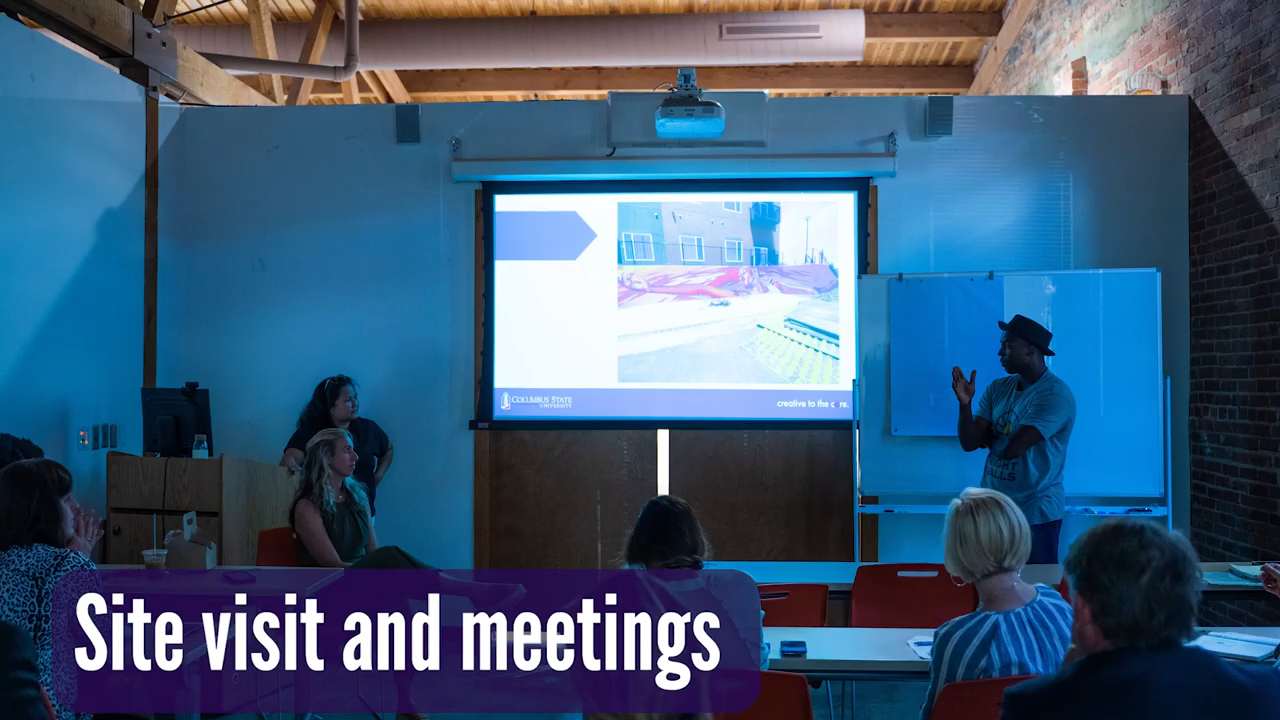 COLUMBUS STATE
UNIVERSITY
creative to the core.
Site visit and meetings